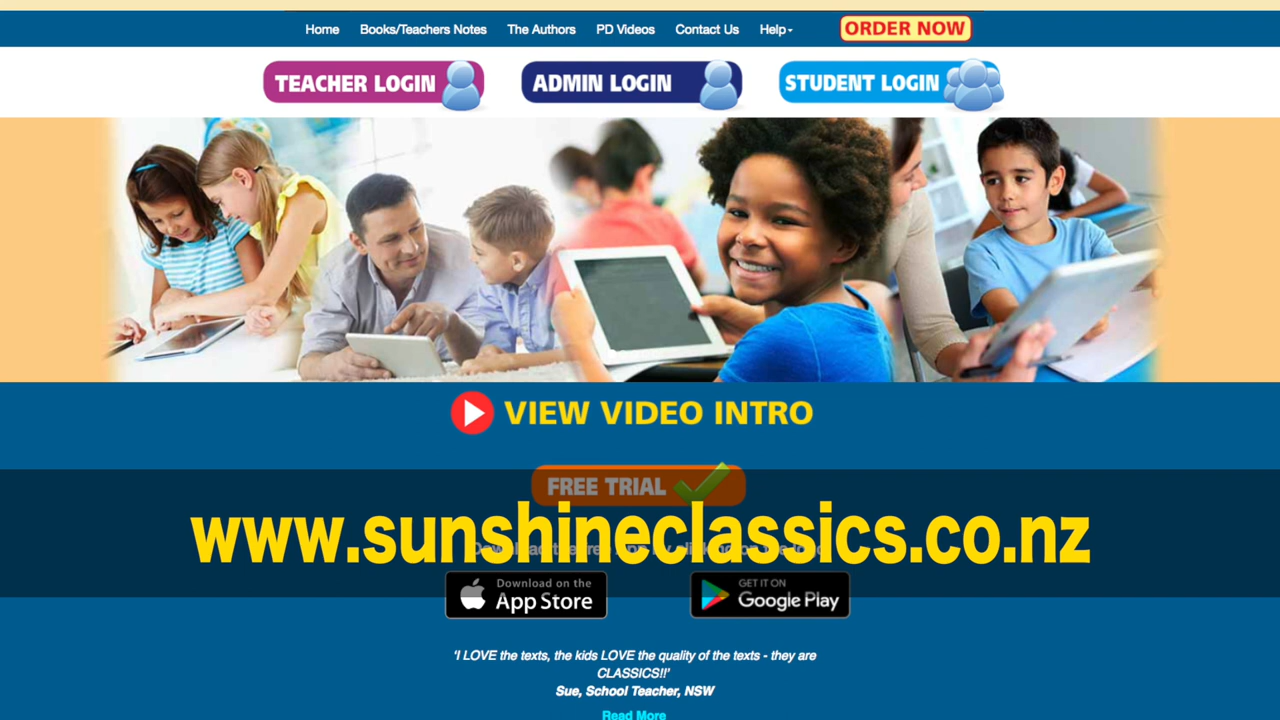 Home Books/Teachers Notes The Authors PD Videos Contact Us Help ORDER NOW
TEACHER LOGIN ADMIN LOGIN STUDENT LOGIN
VIEW VIDEO INTRO
FREE TRIAL
www.sunshineclassics.co.nz
Download on the App Store
GET IT ON Google Play
'I LOVE the texts, the kids LOVE the quality of the texts - they are
CLASSICS!!'
Sue, School Teacher, NSW
Read More